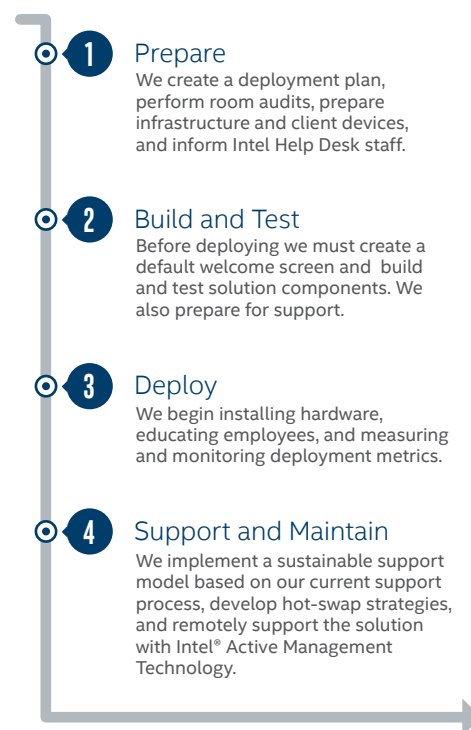 1
Prepare
We create a deployment plan,
perform room audits, prepare
infrastructure and client devices,
and inform Intel Help Desk staff.
2
Build and Test
Before deploying we must create a
default welcome screen and build
and test solution components. We
also prepare for support.
3
Deploy
We begin installing hardware,
educating employees, and measuring
and monitoring deployment metrics.
4
Support and Maintain
We implement a sustainable support
model based on our current support
process, develop hot-swap strategies,
and remotely support the solution
with Intel® Active Management
Technology.